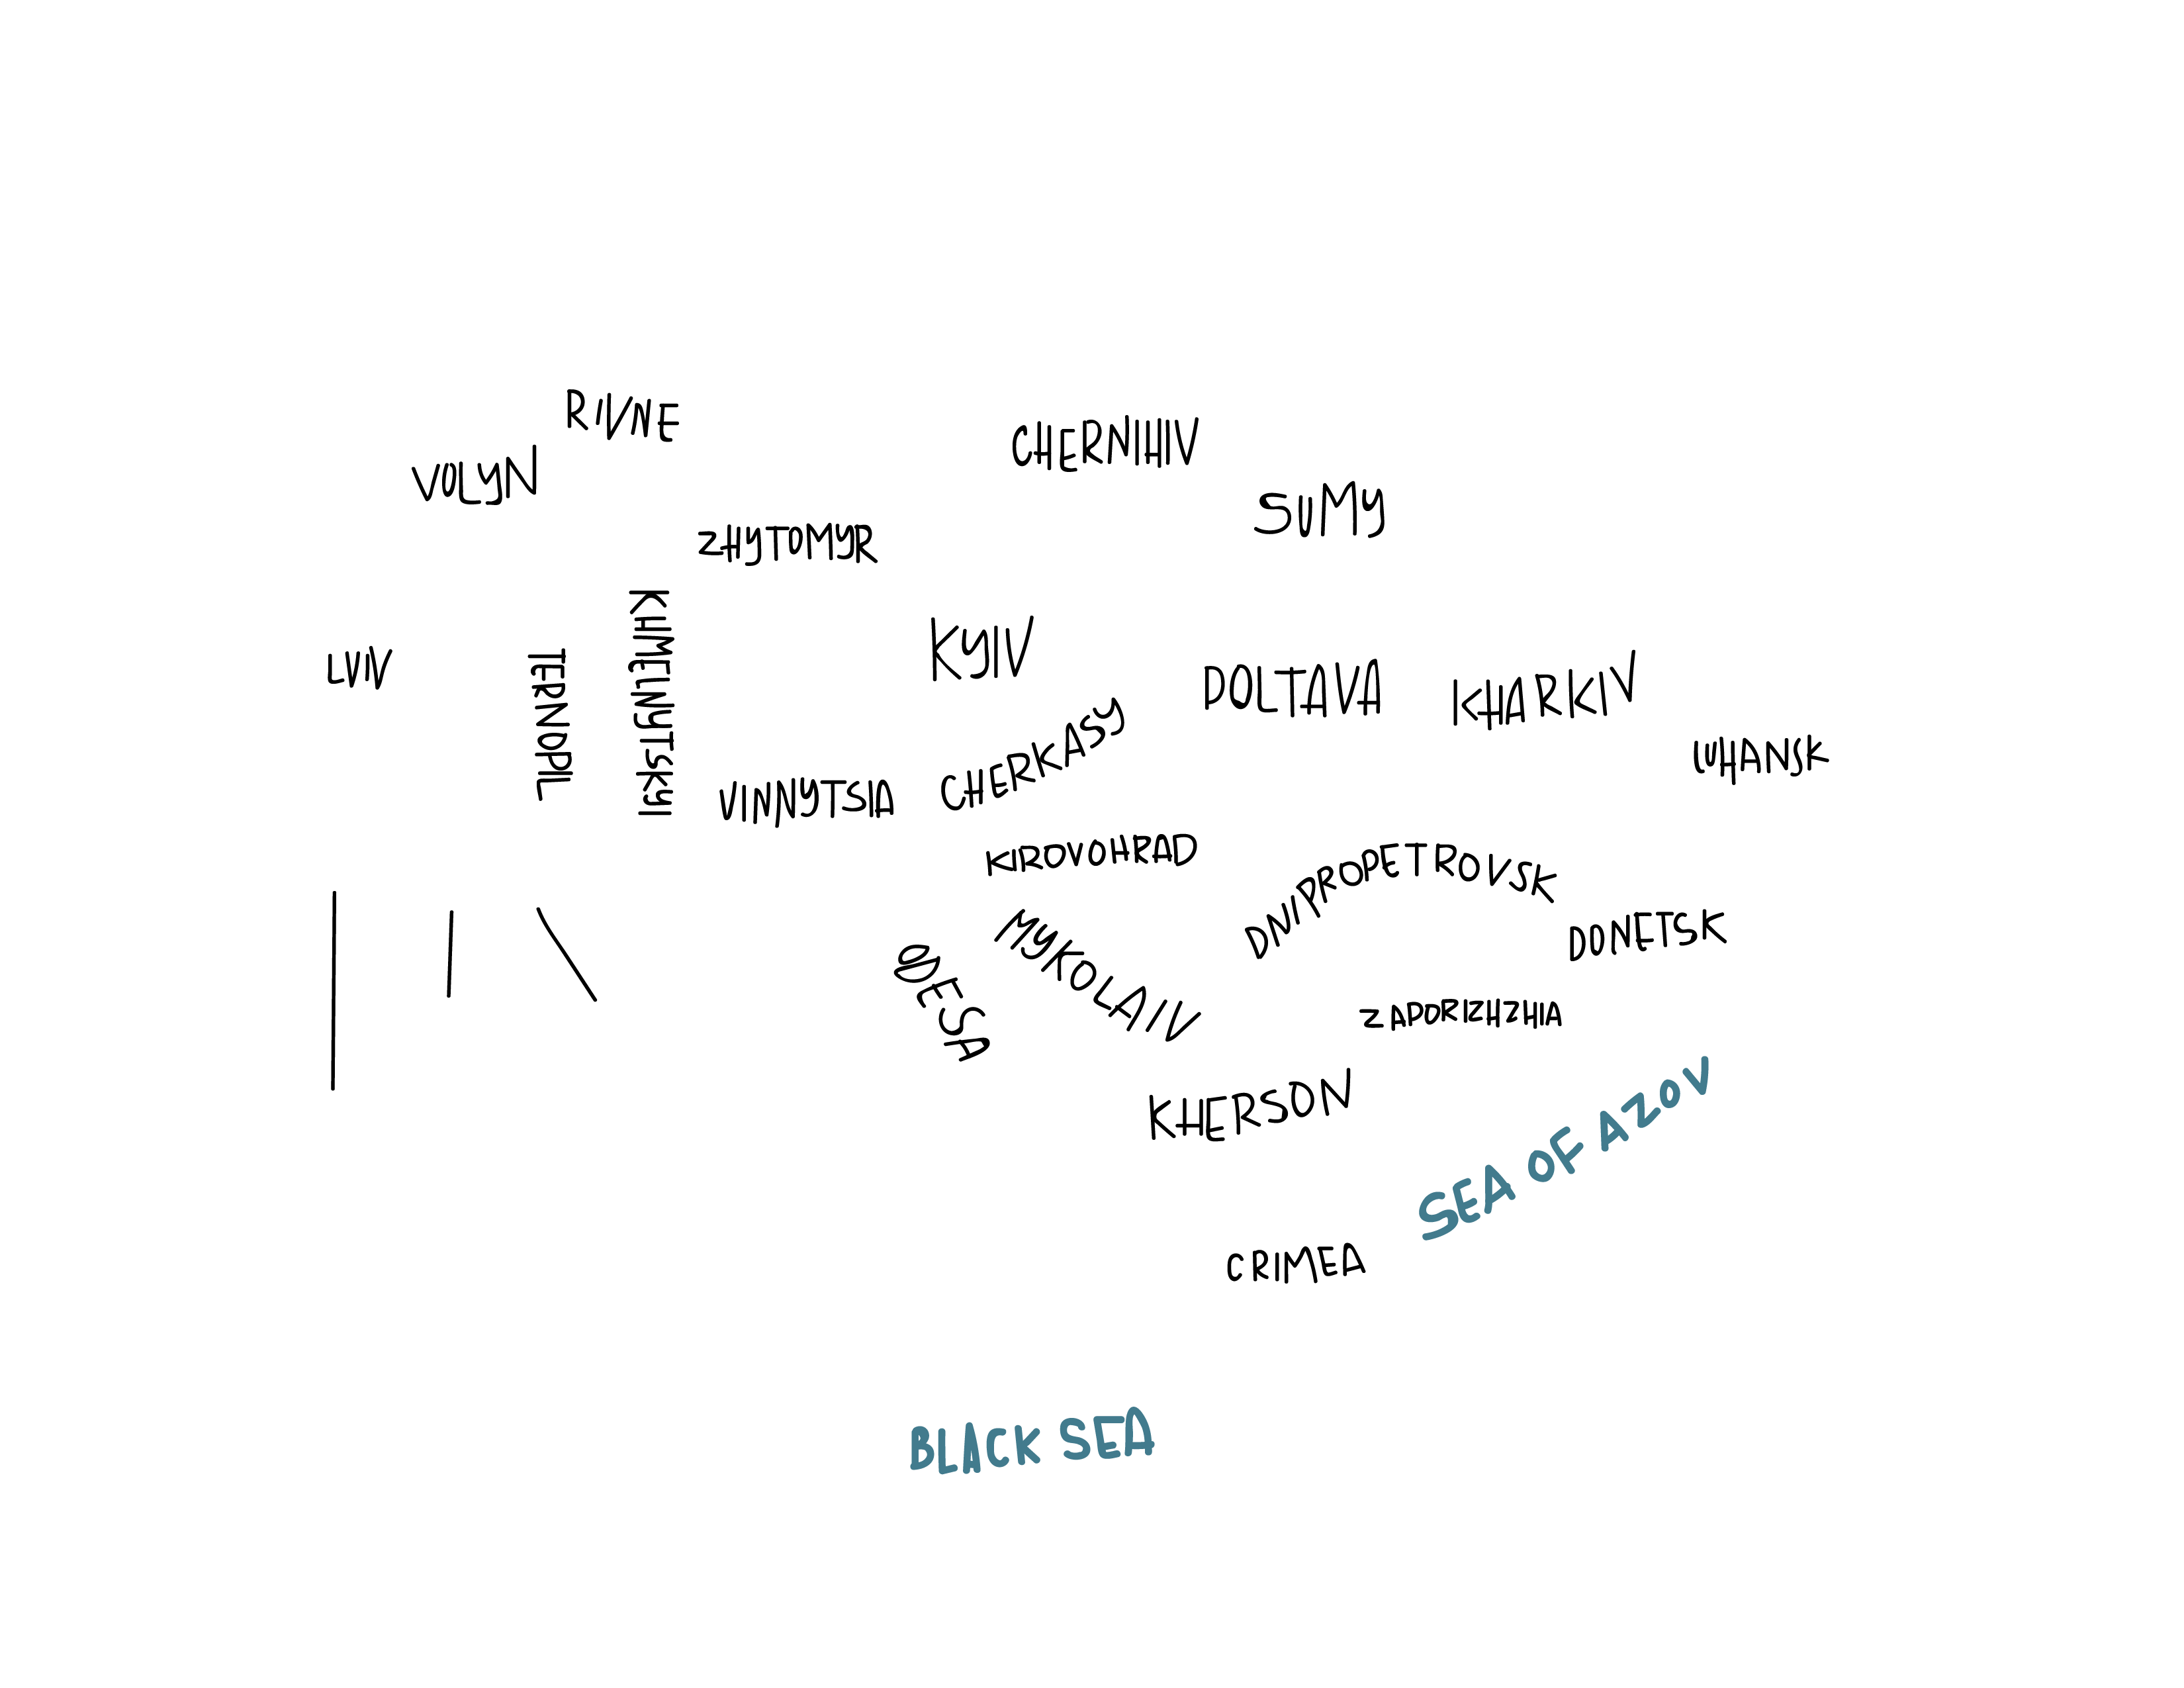 RIVNE
CHERNIHIV
VOLYN
SUMY
ZHYTOMYR
KHMELNYTSKYI
KYIV
LVIV
TERNOPIL
POLTAVA
KHARKIV
CHERKASSY
LUHANSK
VINNYTSIA
KIROVOHRAD
DNIPROPETROVSK
MYKOLAIV
DONETSK
ODESA
ZAPORIZHZHIA
KHERSON
SEA OF AZOV
CRIMEA
BLACK SEA